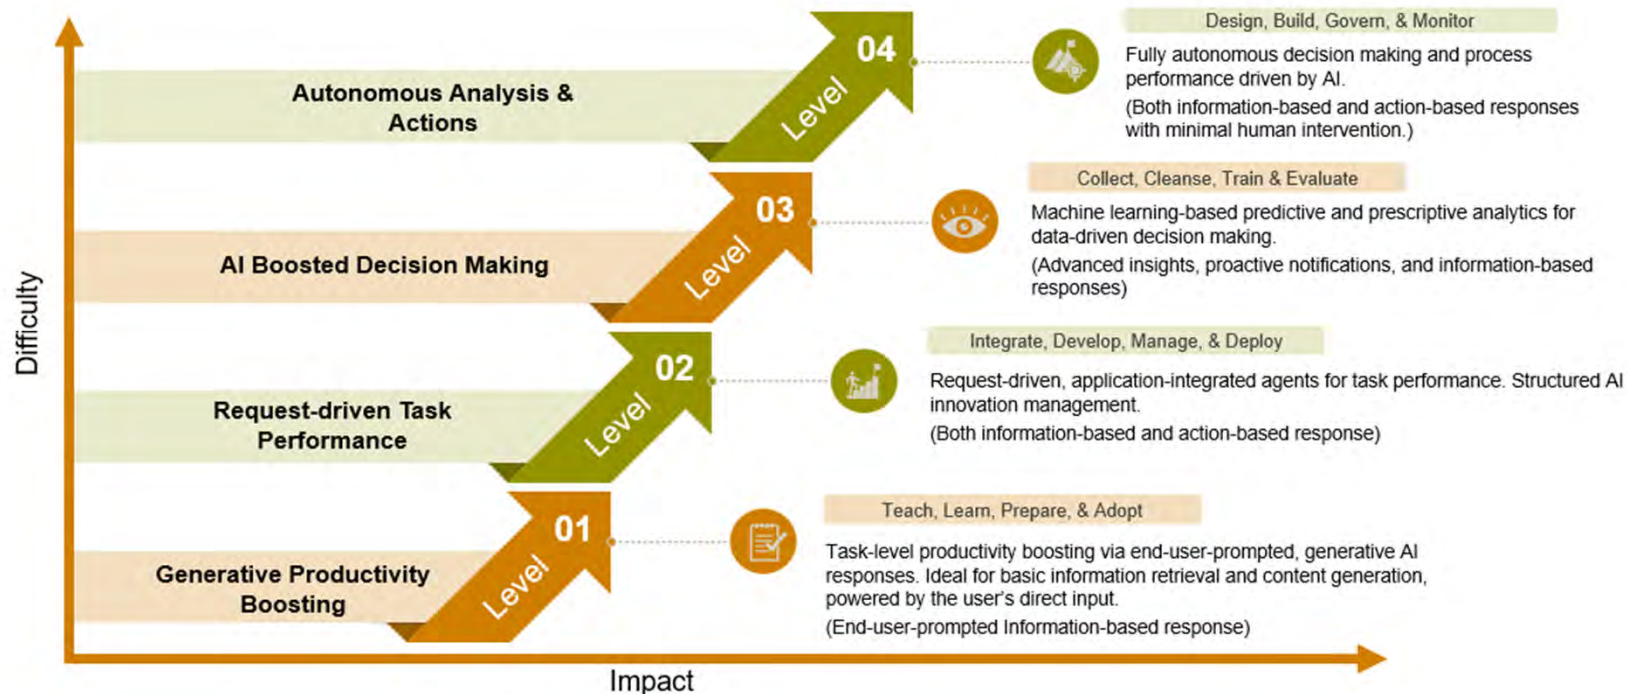 Difficulty
Autonomous Analysis &
Actions
Level 04
Design, Build, Govern, & Monitor
Fully autonomous decision making and process
performance driven by AI.
(Both information-based and action-based responses
with minimal human intervention.)
AI Boosted Decision Making
Level 03
Collect, Cleanse, Train & Evaluate
Machine learning-based predictive and prescriptive analytics for
data-driven decision making.
(Advanced insights, proactive notifications, and information-based
responses)
Request-driven Task
Performance
Level 02
Integrate, Develop, Manage, & Deploy
Request-driven, application-integrated agents for task performance. Structured AI
innovation management.
(Both information-based and action-based response)
Generative Productivity
Boosting
Level 01
Teach, Learn, Prepare, & Adopt
Task-level productivity boosting via end-user-prompted, generative AI
responses. Ideal for basic information retrieval and content generation,
powered by the user's direct input.
(End-user-prompted Information-based response)
Impact